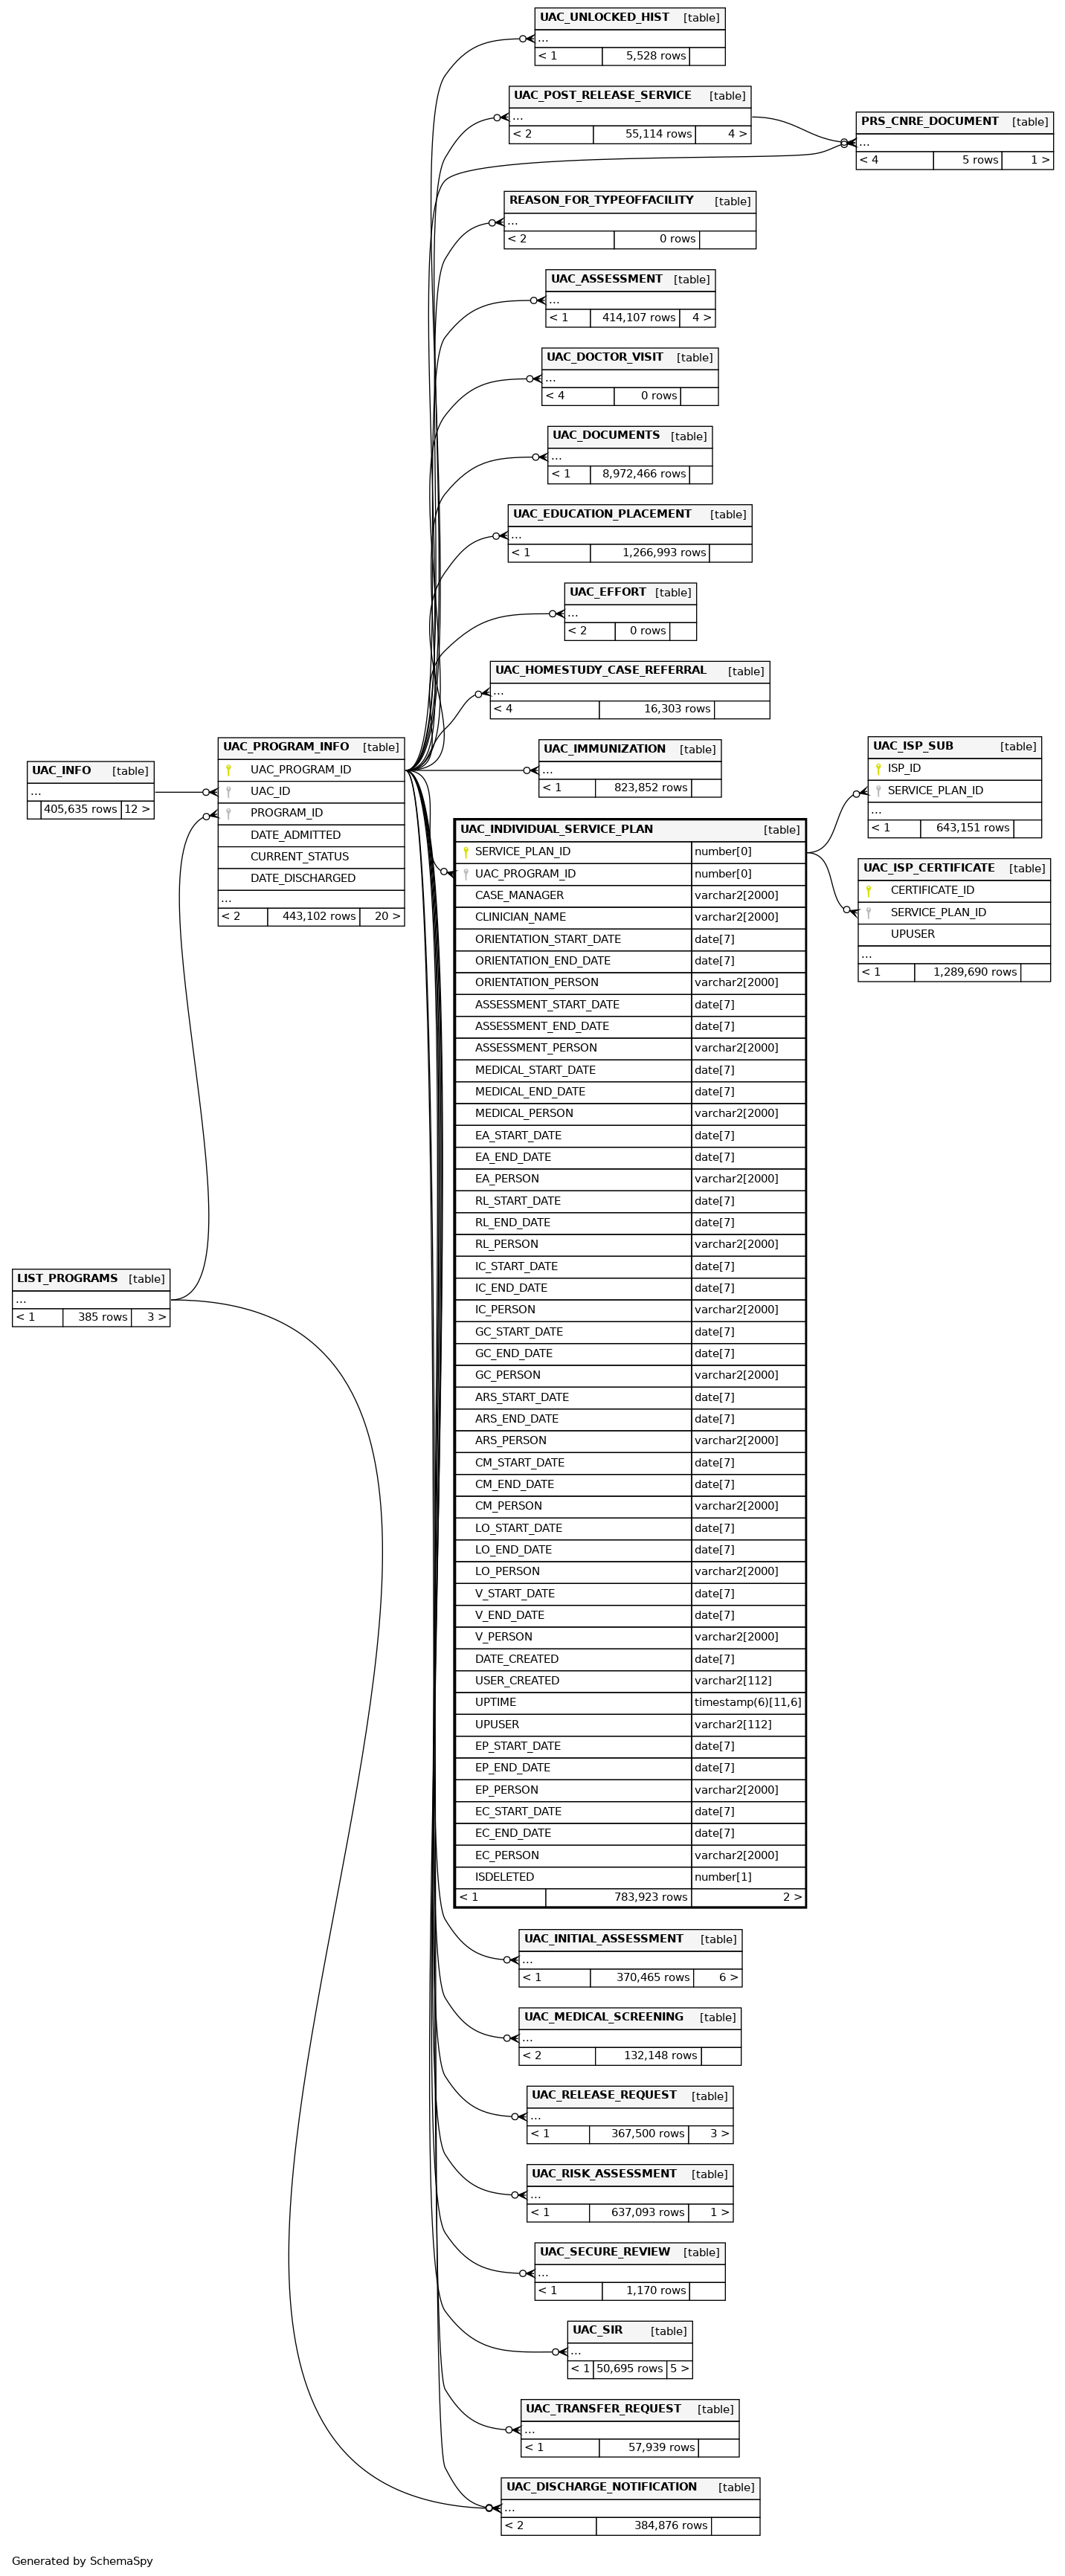 UAC_UNLOCKED_HIST [table]
...
< 1 5,528 rows
UAC_POST_RELEASE_SERVICE [table]
...
< 2 55,114 rows 4 >
PRS_CNRE_DOCUMENT [table]
...
< 4 5 rows 1 >
REASON_FOR_TYPEOFFACILITY [table]
...
< 2 0 rows
UAC_ASSESSMENT [table]
...
< 1 414,107 rows 4 >
UAC_DOCTOR_VISIT [table]
...
< 4 0 rows
UAC_DOCUMENTS [table]
...
< 1 8,972,466 rows
UAC_EDUCATION_PLACEMENT [table]
...
< 1 1,266,993 rows
UAC_EFFORT [table]
...
< 2 0 rows
UAC_HOMESTUDY_CASE_REFERRAL [table]
...
< 4 16,303 rows
UAC_INFO [table]
...
405,635 rows 12 >
UAC_PROGRAM_INFO [table]
UAC_PROGRAM_ID
UAC_ID
PROGRAM_ID
DATE_ADMITTED
CURRENT_STATUS
DATE_DISCHARGED
...
< 2 443,102 rows 20 >
UAC_IMMUNIZATION [table]
...
< 1 823,852 rows
UAC_ISP_SUB [table]
ISP_ID
SERVICE_PLAN_ID
...
< 1 643,151 rows
UAC_ISP_CERTIFICATE [table]
CERTIFICATE_ID
SERVICE_PLAN_ID
UPUSER
...
< 1 1,289,690 rows
LIST_PROGRAMS [table]
...
< 1 385 rows 3 >
UAC_INDIVIDUAL_SERVICE_PLAN [table]
SERVICE_PLAN_ID number[0]
UAC_PROGRAM_ID number[0]
CASE_MANAGER varchar2[2000]
CLINICIAN_NAME varchar2[2000]
ORIENTATION_START_DATE date[7]
ORIENTATION_END_DATE date[7]
ORIENTATION_PERSON varchar2[2000]
ASSESSMENT_START_DATE date[7]
ASSESSMENT_END_DATE date[7]
ASSESSMENT_PERSON varchar2[2000]
MEDICAL_START_DATE date[7]
MEDICAL_END_DATE date[7]
MEDICAL_PERSON varchar2[2000]
EA_START_DATE date[7]
EA_END_DATE date[7]
EA_PERSON varchar2[2000]
RL_START_DATE date[7]
RL_END_DATE date[7]
RL_PERSON varchar2[2000]
IC_START_DATE date[7]
IC_END_DATE date[7]
IC_PERSON varchar2[2000]
GC_START_DATE date[7]
GC_END_DATE date[7]
GC_PERSON varchar2[2000]
ARS_START_DATE date[7]
ARS_END_DATE date[7]
ARS_PERSON varchar2[2000]
CM_START_DATE date[7]
CM_END_DATE date[7]
CM_PERSON varchar2[2000]
LO_START_DATE date[7]
LO_END_DATE date[7]
LO_PERSON varchar2[2000]
V_START_DATE date[7]
V_END_DATE date[7]
V_PERSON varchar2[2000]
DATE_CREATED date[7]
USER_CREATED varchar2[112]
UPTIME timestamp(6)[11,6]
UPUSER varchar2[112]
EP_START_DATE date[7]
EP_END_DATE date[7]
EP_PERSON varchar2[2000]
EC_START_DATE date[7]
EC_END_DATE date[7]
EC_PERSON varchar2[2000]
ISDELETED number[1]
< 1 783,923 rows 2 >
UAC_INITIAL_ASSESSMENT [table]
...
< 1 370,465 rows 6 >
UAC_MEDICAL_SCREENING [table]
...
< 2 132,148 rows
UAC_RELEASE_REQUEST [table]
...
< 1 367,500 rows 3 >
UAC_RISK_ASSESSMENT [table]
...
< 1 637,093 rows 1 >
UAC_SECURE_REVIEW [table]
...
< 1 1,170 rows
UAC_SIR [table]
...
< 1 50,695 rows 5 >
UAC_TRANSFER_REQUEST [table]
...
< 1 57,939 rows
UAC_DISCHARGE_NOTIFICATION [table]
...
< 2 384,876 rows
Generated by SchemaSpy